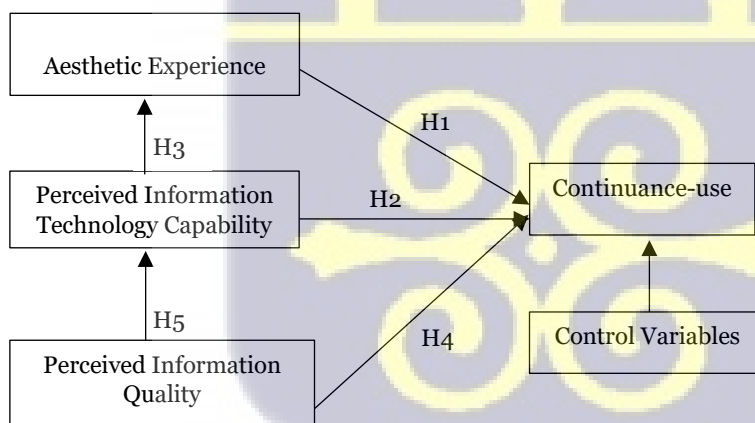 Aesthetic Experience
H1
H3
Perceived Information
Technology Capability
H2
Continuance-use
H5
H4
Control Variables
Perceived Information
Quality